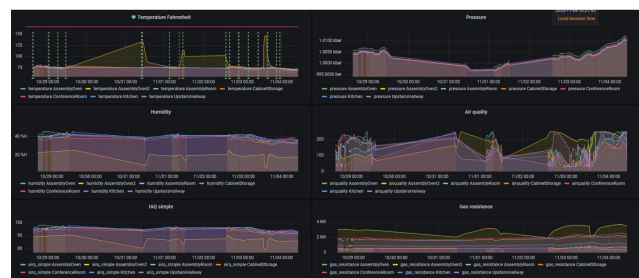 Temperature Fahrenheit
150
125
100
75
10/29 00:00 10/30 00:00 10/31 00:00 11/01 00:00 11/02 00:00 11/03 00:00 11/04 00:00
temperature AssemblyOven temperature AssemblyOven2 temperature AssemblyRoom temperature CabinetStorage
temperature ConferenceRoom temperature Kitchen temperature UpstairsHallway
Pressure
Local browser time
1.0100 kbar
1.0050 kbar
1.0000 kbar
995.0000 bar
10/29 00:00 10/30 00:00 10/31 00:00 11/01 00:00 11/02 00:00 11/03 00:00 11/04 00:00
pressure AssemblyOven pressure AssemblyOven2 pressure AssemblyRoom pressure CabinetStorage pressure ConferenceRoom
pressure Kitchen pressure UpstairsHallway
Humidity
40 %H
20 %H
10/29 00:00 10/30 00:00 10/31 00:00 11/01 00:00 11/02 00:00 11/03 00:00 11/04 00:00
humidity AssemblyOven humidity AssemblyOven2 humidity AssemblyRoom humidity CabinetStorage
humidity ConferenceRoom humidity Kitchen humidity UpstairsHallway
Air quality
200
100
0
10/29 00:00 10/30 00:00 10/31 00:00 11/01 00:00 11/02 00:00 11/03 00:00 11/04 00:00
airquality AssemblyOven airquality AssemblyOven2 airquality AssemblyRoom airquality CabinetStorage
airquality ConferenceRoom airquality Kitchen airquality UpstairsHallway
IAQ simple
100
90
80
10/29 00:00 10/30 00:00 10/31 00:00 11/01 00:00 11/02 00:00 11/03 00:00 11/04 00:00
airq_simple AssemblyOven airq_simple AssemblyOven2 airq_simple AssemblyRoom airq_simple CabinetStorage
airq_simple ConferenceRoom airq_simple Kitchen airq_simple UpstairsHallway
Gas resistance
4 MΩ
2 MΩ
0 Ω
10/29 00:00 10/30 00:00 10/31 00:00 11/01 00:00 11/02 00:00 11/03 00:00 11/04 00:00
gas_resistance AssemblyOven gas_resistance AssemblyOven2 gas_resistance AssemblyRoom gas_resistance CabinetStorage
gas_resistance ConferenceRoom gas_resistance Kitchen gas_resistance UpstairsHallway